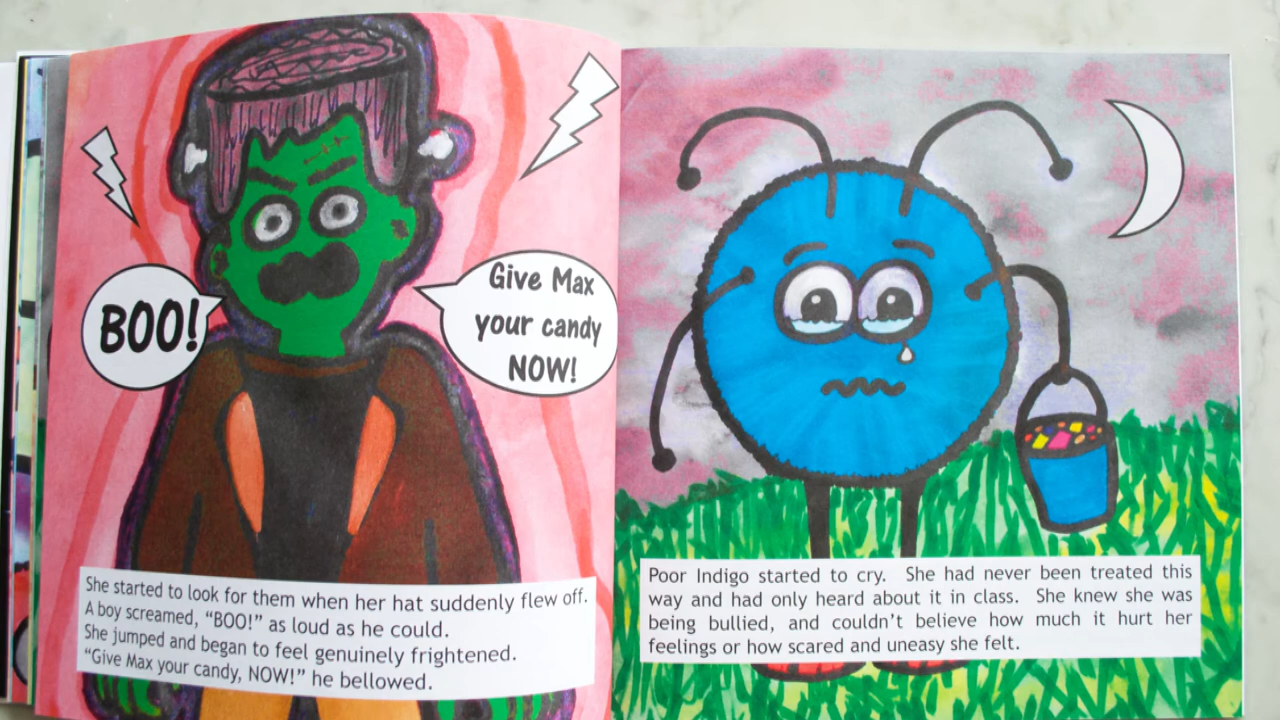 BOO!
Give Max
your candy
NOW!
She started to look for them when her hat suddenly flew off.
A boy screamed, “BOO!” as loud as he could.
She jumped and began to feel genuinely frightened.
“Give Max your candy, NOW!” he bellowed.
Poor Indigo started to cry. She had never been treated this
way and had only heard about it in class. She knew she was
being bullied, and couldn’t believe how much it hurt her
feelings or how scared and uneasy she felt.